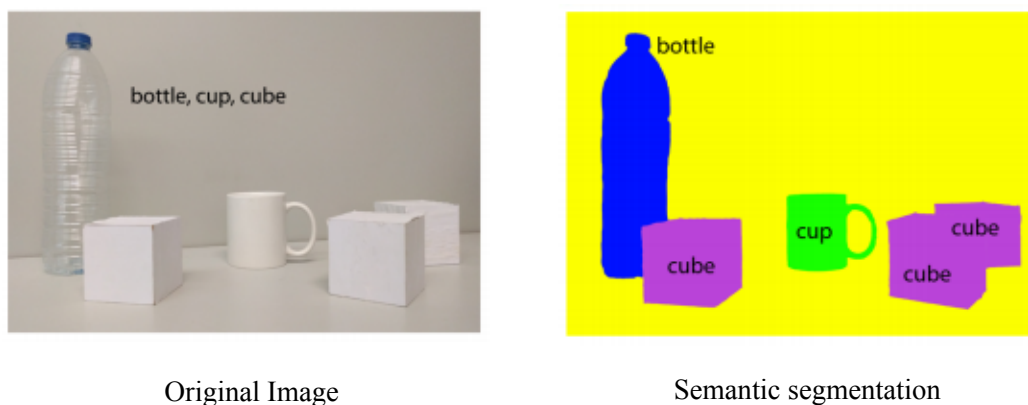 bottle, cup, cube
bottle
cup
cube
cube
cube
Original Image
Semantic segmentation